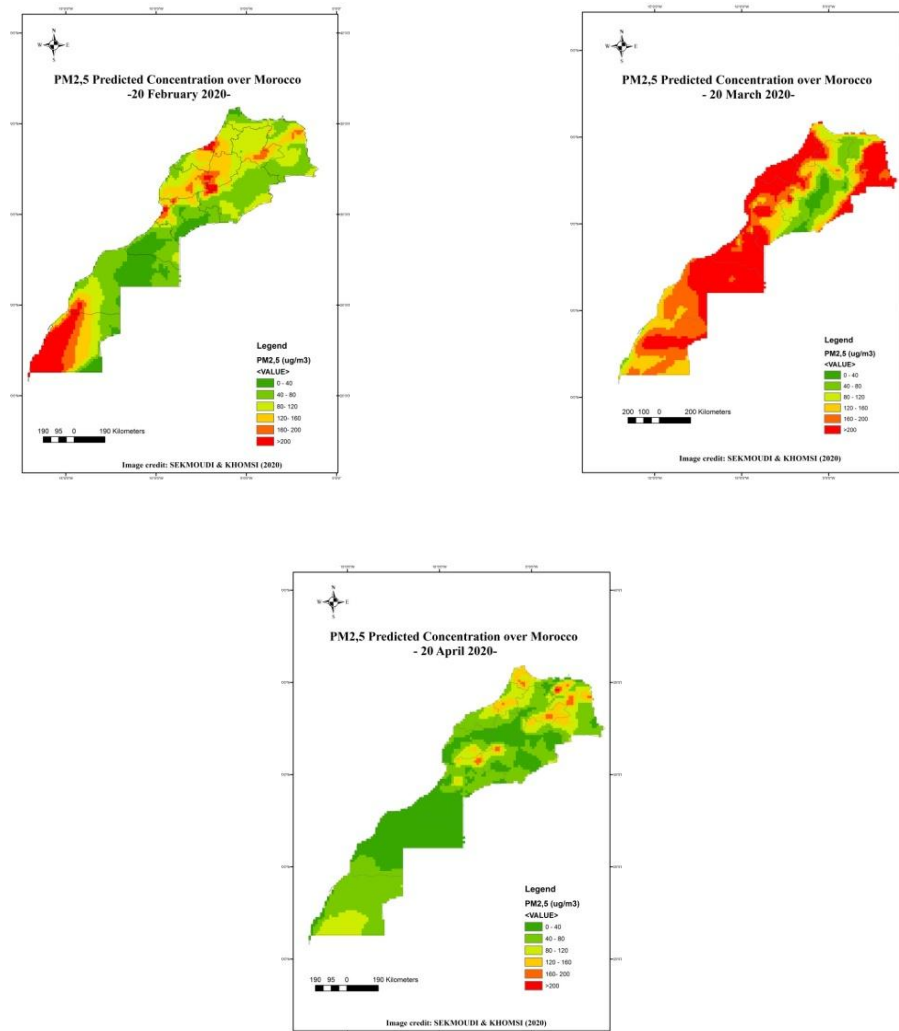 N
W E
S
PM2,5 Predicted Concentration over Morocco
-20 February 2020-
Legend
PM2,5 (ug/m3)
<VALUE>
0 - 40
40 - 80
80- 120
120- 160
160- 200
>200
190 95 0 190 Kilometers
Image credit: SEKMOUDI & KHOMSI (2020)
N
W E
S
PM2,5 Predicted Concentration over Morocco
- 20 March 2020-
Legend
PM2,5 (ug/m3)
<VALUE>
0 - 40
40 - 80
80 - 120
120 - 160
160 - 200
>200
200 100 0 200 Kilometers
Image credit: SEKMOUDI & KHOMSI (2020)
N
W E
S
PM2,5 Predicted Concentration over Morocco
- 20 April 2020-
Legend
PM2,5 (ug/m3)
<VALUE>
0 - 40
40 - 80
80 - 120
120 - 160
160- 200
>200
190 95 0 190 Kilometers
Image credit: SEKMOUDI & KHOMSI (2020)